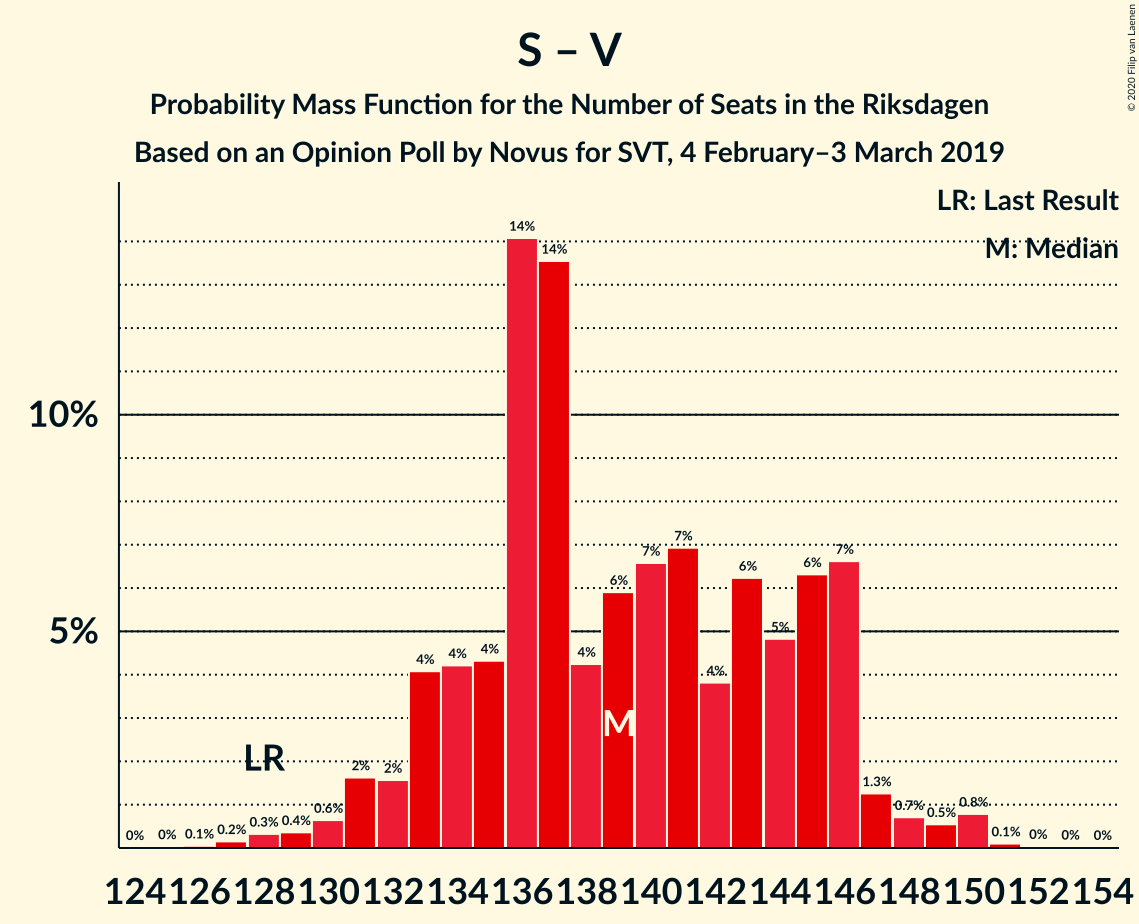 S – V
Probability Mass Function for the Number of Seats in the Riksdagen
Based on an Opinion Poll by Novus for SVT, 4 February–3 March 2019
© 2020 Filip van Laenen
LR: Last Result
M: Median
10%
5%
0% 0% 0.1% 0.2% 0.3% 0.4% 0.6% 2% 2% 4% 4% 4% 14% 14% 4% 6% 7% 7% 4% 6% 5% 6% 7% 1.3% 0.7% 0.5% 0.8% 0.1% 0% 0% 0%
LR
M
124 126 128 130 132 134 136 138 140 142 144 146 148 150 152 154